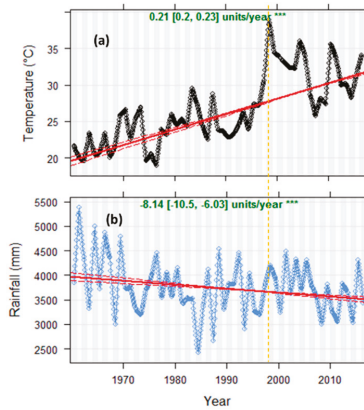 0.21 [0.2, 0.23] units/year ***
(a)
Temperature (°C)
35
30
25
20
-8.14 [-10.5, -6.03] units/year ***
(b)
Rainfall (mm)
5500
5000
4500
4000
3500
3000
2500
1970 1980 1990 2000 2010
Year